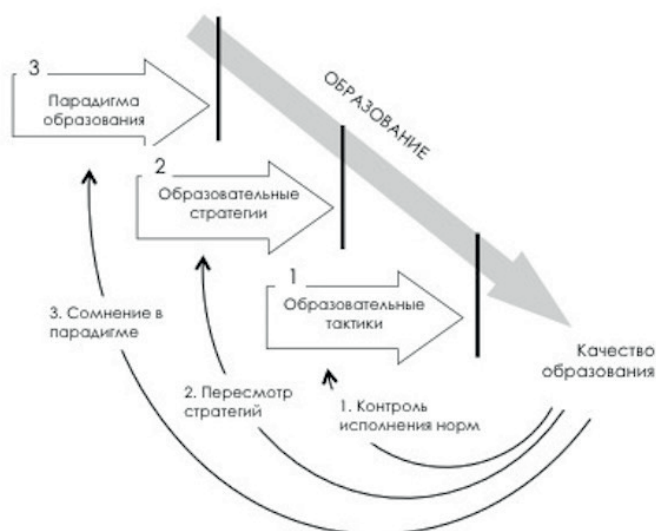 3
Парадигма
образования
ОБРАЗОВАНИЕ
2
Образовательные
стратегии
1
Образовательные
тактики
3. Сомнение в
парадигме
Качество
образования
2. Пересмотр
стратегий
1. Контроль
исполнения норм